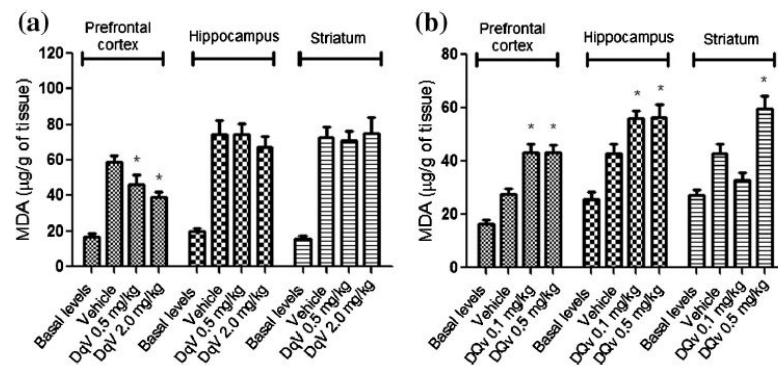 (a)
Prefrontal
cortex
Hippocampus
Striatum
MDA (µg/g of tissue)
120
100
80
60
40
20
0
*
*
Basal levels
Vehicle
DqV 0.5 mg/kg
DqV 2.0 mg/kg
Basal levels
Vehicle
DqV 0.5 mg/kg
DqV 2.0 mg/kg
Basal levels
Vehicle
DqV 0.5 mg/kg
DqV 2.0 mg/kg
(b)
Prefrontal
cortex
Hippocampus
Striatum
MDA (µg/g of tissue)
80
60
40
20
0
*
*
*
*
*
Basal levels
Vehicle
DQv 0.1 mg/kg
DQv 0.5 mg/kg
Basal levels
Vehicle
DQv 0.1 mg/kg
DQv 0.5 mg/kg
Basal levels
Vehicle
DQv 0.1 mg/kg
DQv 0.5 mg/kg